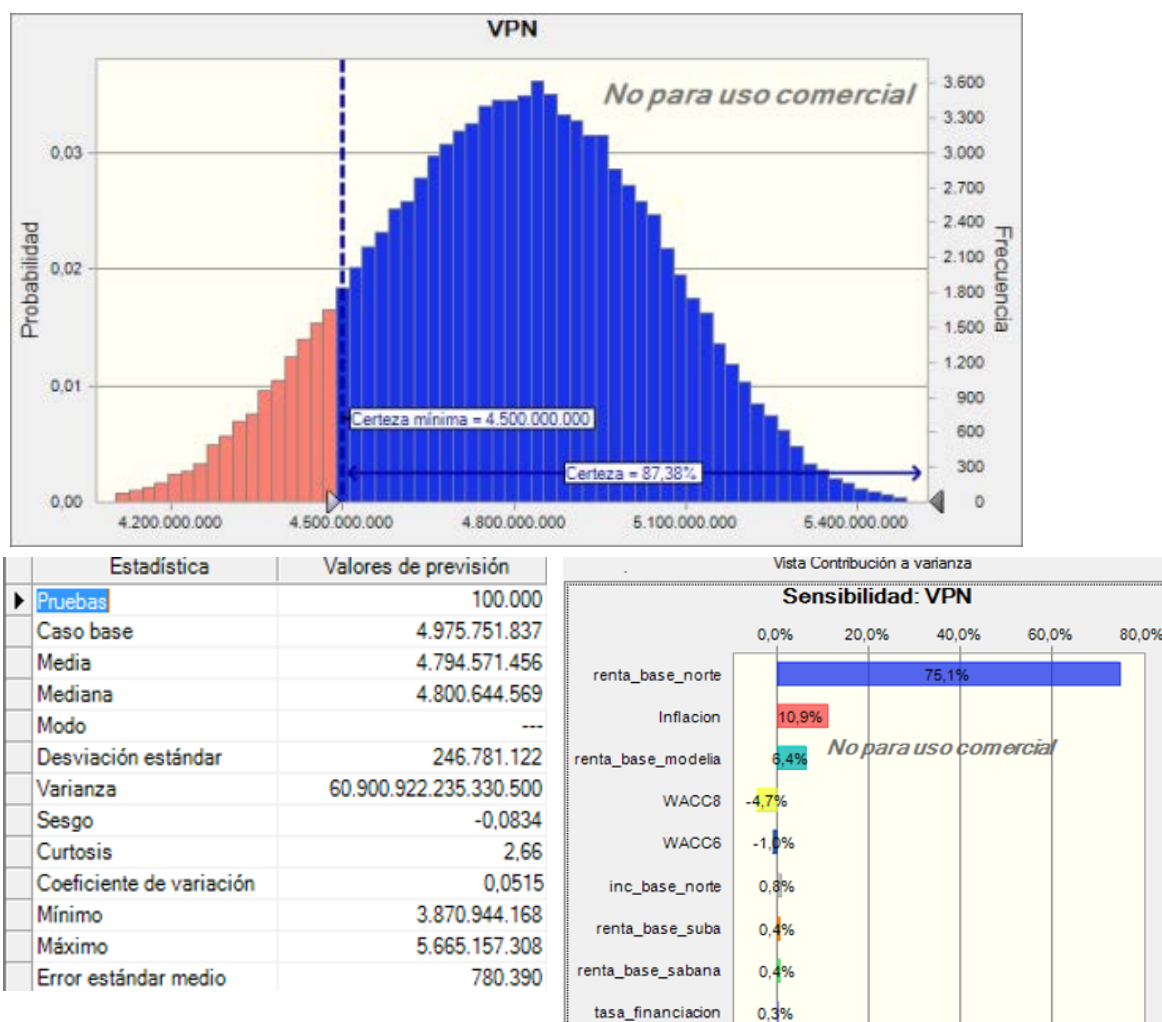 VPN
No para uso comercial
Probabilidad
0,03
0,02
0,01
0,00
3.600
3.300
3.000
2.700
2.400
2.100
1.800
1.500
1.200
900
600
300
0
Frecuencia
Certeza mínima = 4.500.000.000
Certeza = 87,38%
4.200.000.000 4.500.000.000 4.800.000.000 5.100.000.000 5.400.000.000
Estadística Valores de previsión
Pruebas 100.000
Caso base 4.975.751.837
Media 4.794.571.456
Mediana 4.800.644.569
Modo ---
Desviación estándar 246.781.122
Varianza 60.900.922.235.330.500
Sesgo -0,0834
Curtosis 2,66
Coeficiente de variación 0,0515
Mínimo 3.870.944.168
Máximo 5.665.157.308
Error estándar medio 780.390
Vista Contribución a varianza
Sensibilidad: VPN
0,0% 20,0% 40,0% 60,0% 80,0%
renta_base_norte 75,1%
Inflacion 10,9%
No para uso comercial
renta_base_modelia 6,4%
WACC8 -4,7%
WACC6 -1,0%
inc_base_norte 0,8%
renta_base_suba 0,4%
renta_base_sabana 0,4%
tasa_financiacion 0,3%